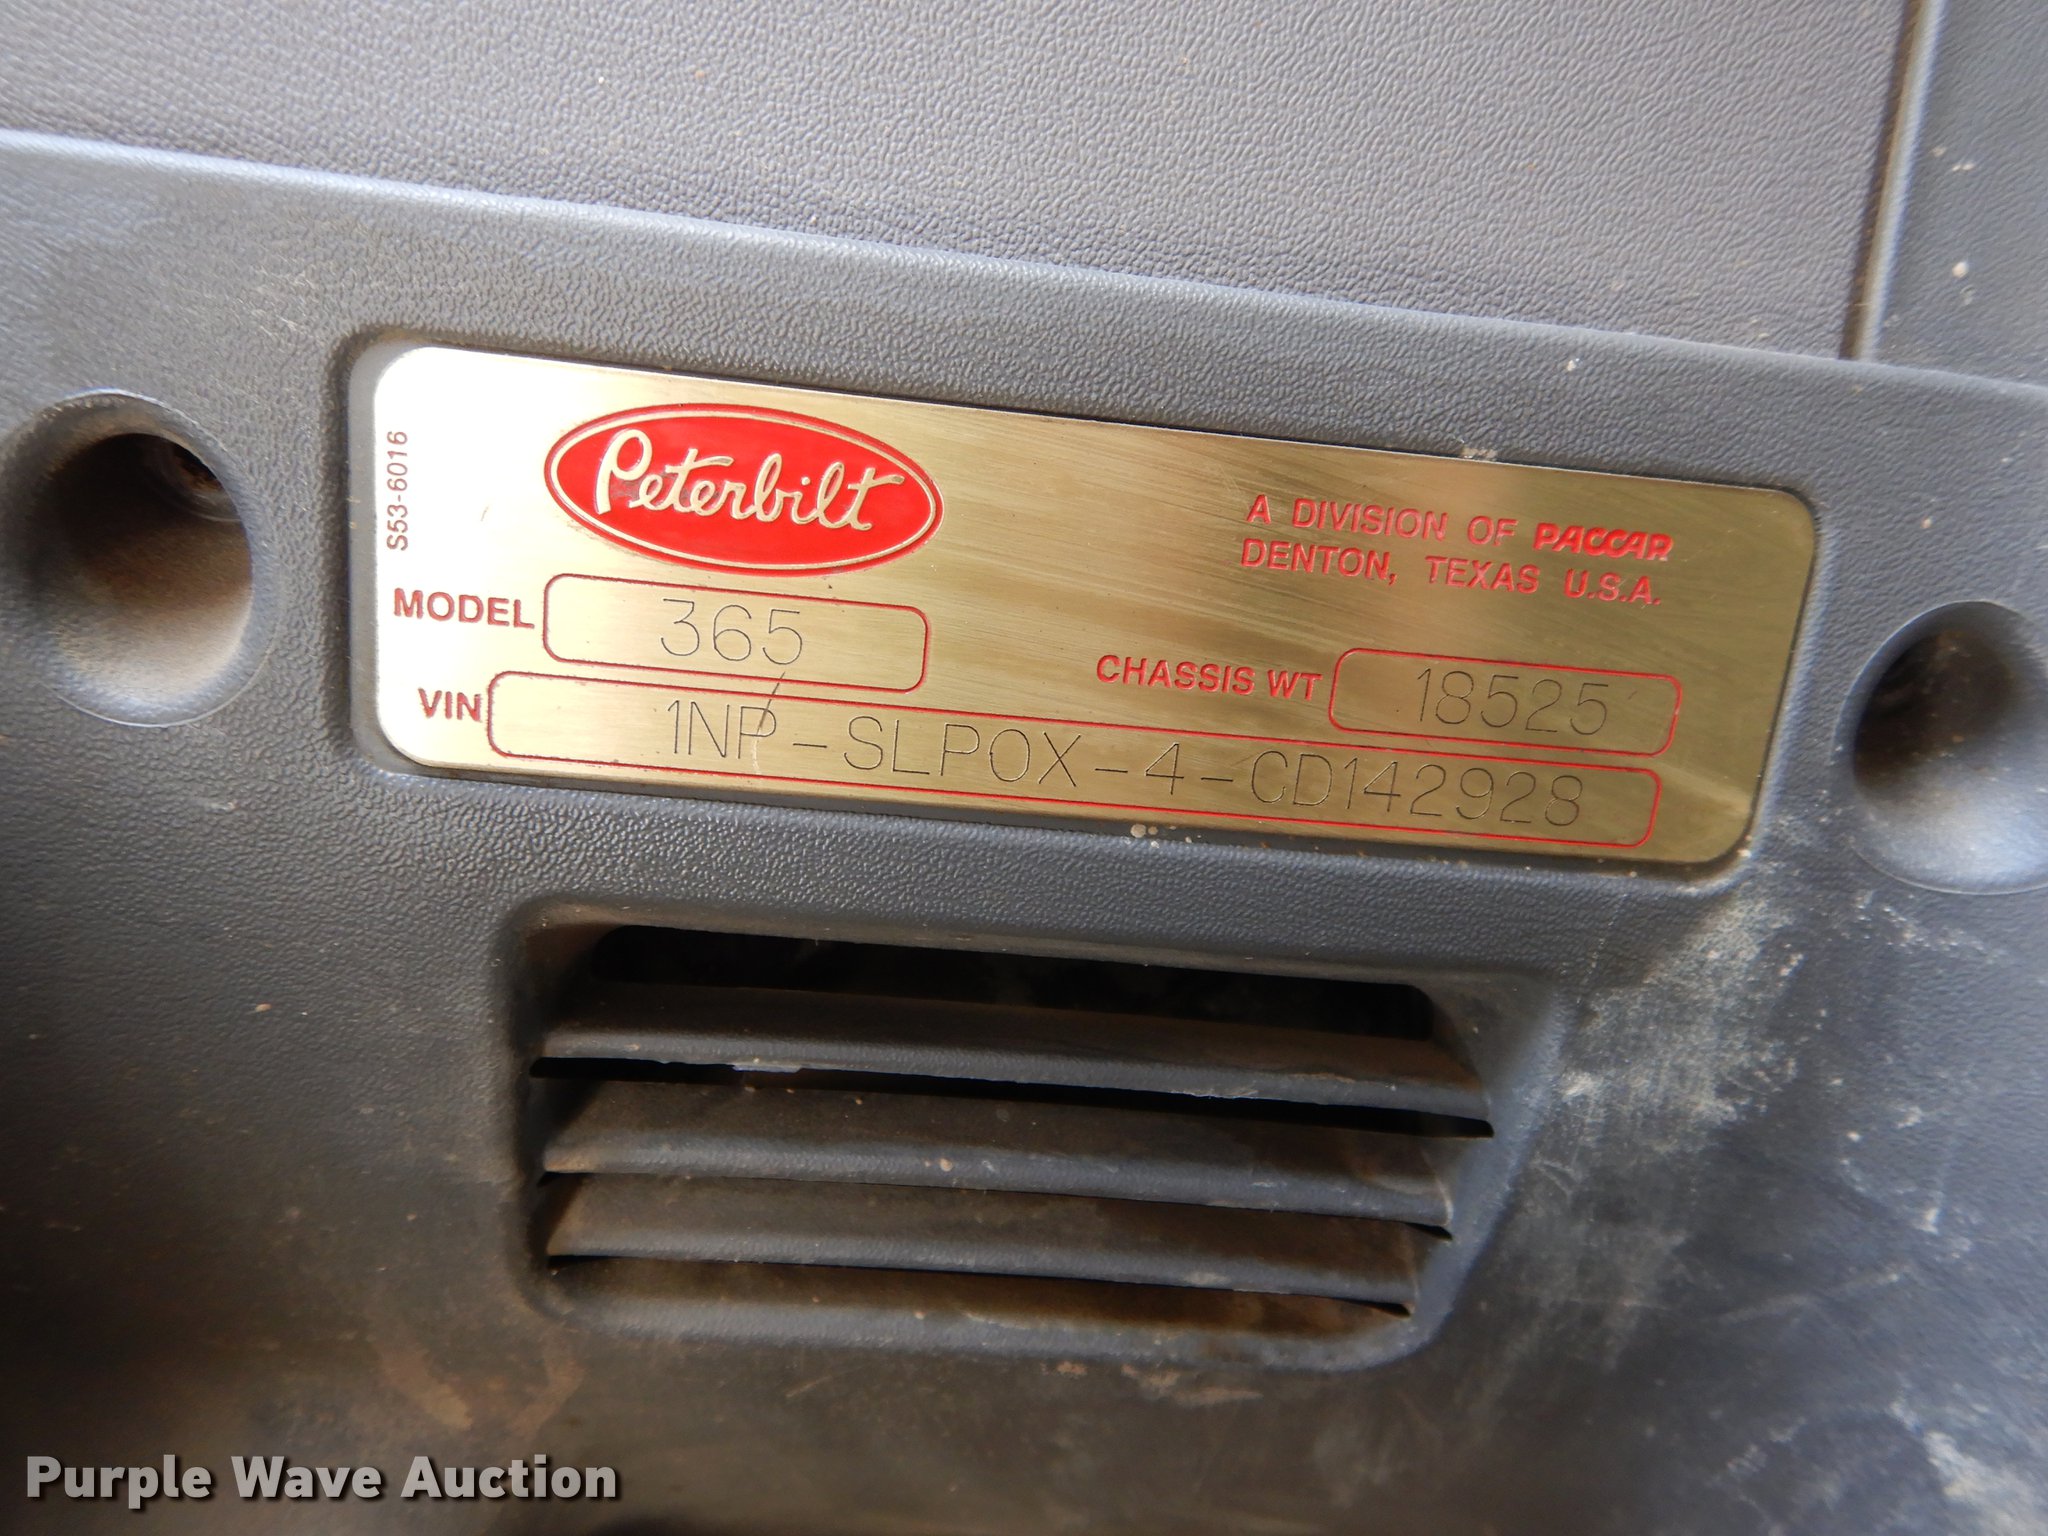 S53-6016
Peterbilt
A DIVISION OF PACCAR
DENTON, TEXAS U.S.A.
MODEL 365
CHASSIS WT 18525
VIN 1NP-SLP0X-4-CD142928
Purple Wave Auction